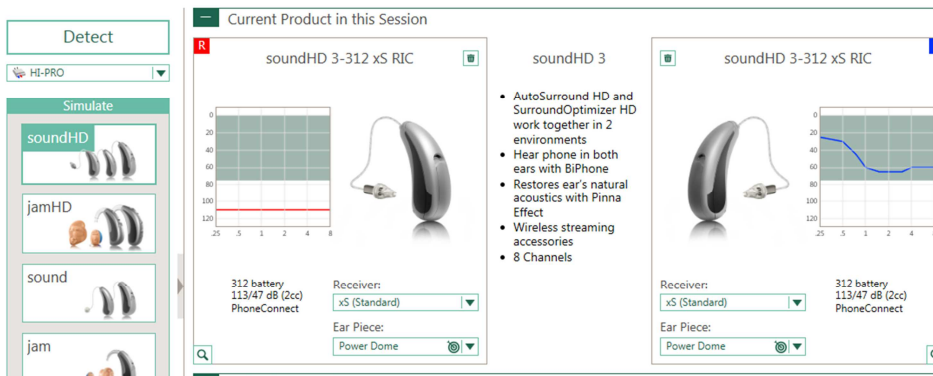 Current Product in this Session
Detect
HI-PRO
Simulate
soundHD
jamHD
sound
jam
R
soundHD 3-312 xS RIC
0
20
40
60
80
100
120
.25 .5 1 2 4 8
312 battery
113/47 dB (2cc)
PhoneConnect
Receiver:
xS (Standard)
Ear Piece:
Power Dome
soundHD 3
• AutoSurround HD and
SurroundOptimizer HD
work together in 2
environments
• Hear phone in both
ears with BiPhone
• Restores ear's natural
acoustics with Pinna
Effect
• Wireless streaming
accessories
• 8 Channels
soundHD 3-312 xS RIC
0
20
40
60
80
100
120
.25 .5 1 2 4
Receiver:
xS (Standard)
Ear Piece:
Power Dome
312 battery
113/47 dB (2cc)
PhoneConnect